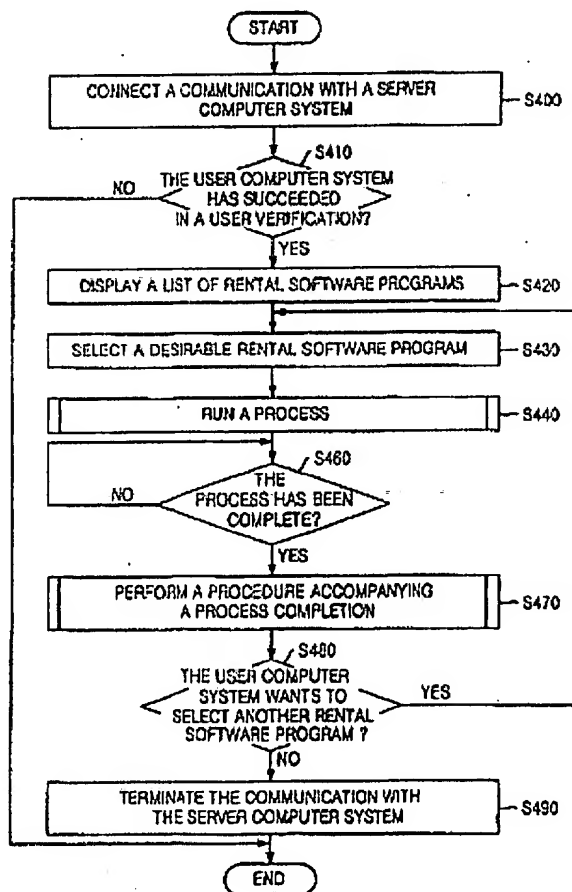 START
CONNECT A COMMUNICATION WITH A SERVER
COMPUTER SYSTEM
S400
S410
NO
THE USER COMPUTER SYSTEM
HAS SUCCEEDED
IN A USER VERIFICATION?
YES
DISPLAY A LIST OF RENTAL SOFTWARE PROGRAMS
S420
SELECT A DESIRABLE RENTAL SOFTWARE PROGRAM
S430
RUN A PROCESS
S440
S460
NO
THE
PROCESS HAS BEEN
COMPLETE?
YES
PERFORM A PROCEDURE ACCOMPANYING
A PROCESS COMPLETION
S470
S480
THE USER COMPUTER
SYSTEM WANTS TO
SELECT ANOTHER RENTAL
SOFTWARE PROGRAM ?
YES
NO
TERMINATE THE COMMUNICATION WITH
THE SERVER COMPUTER SYSTEM
S490
END